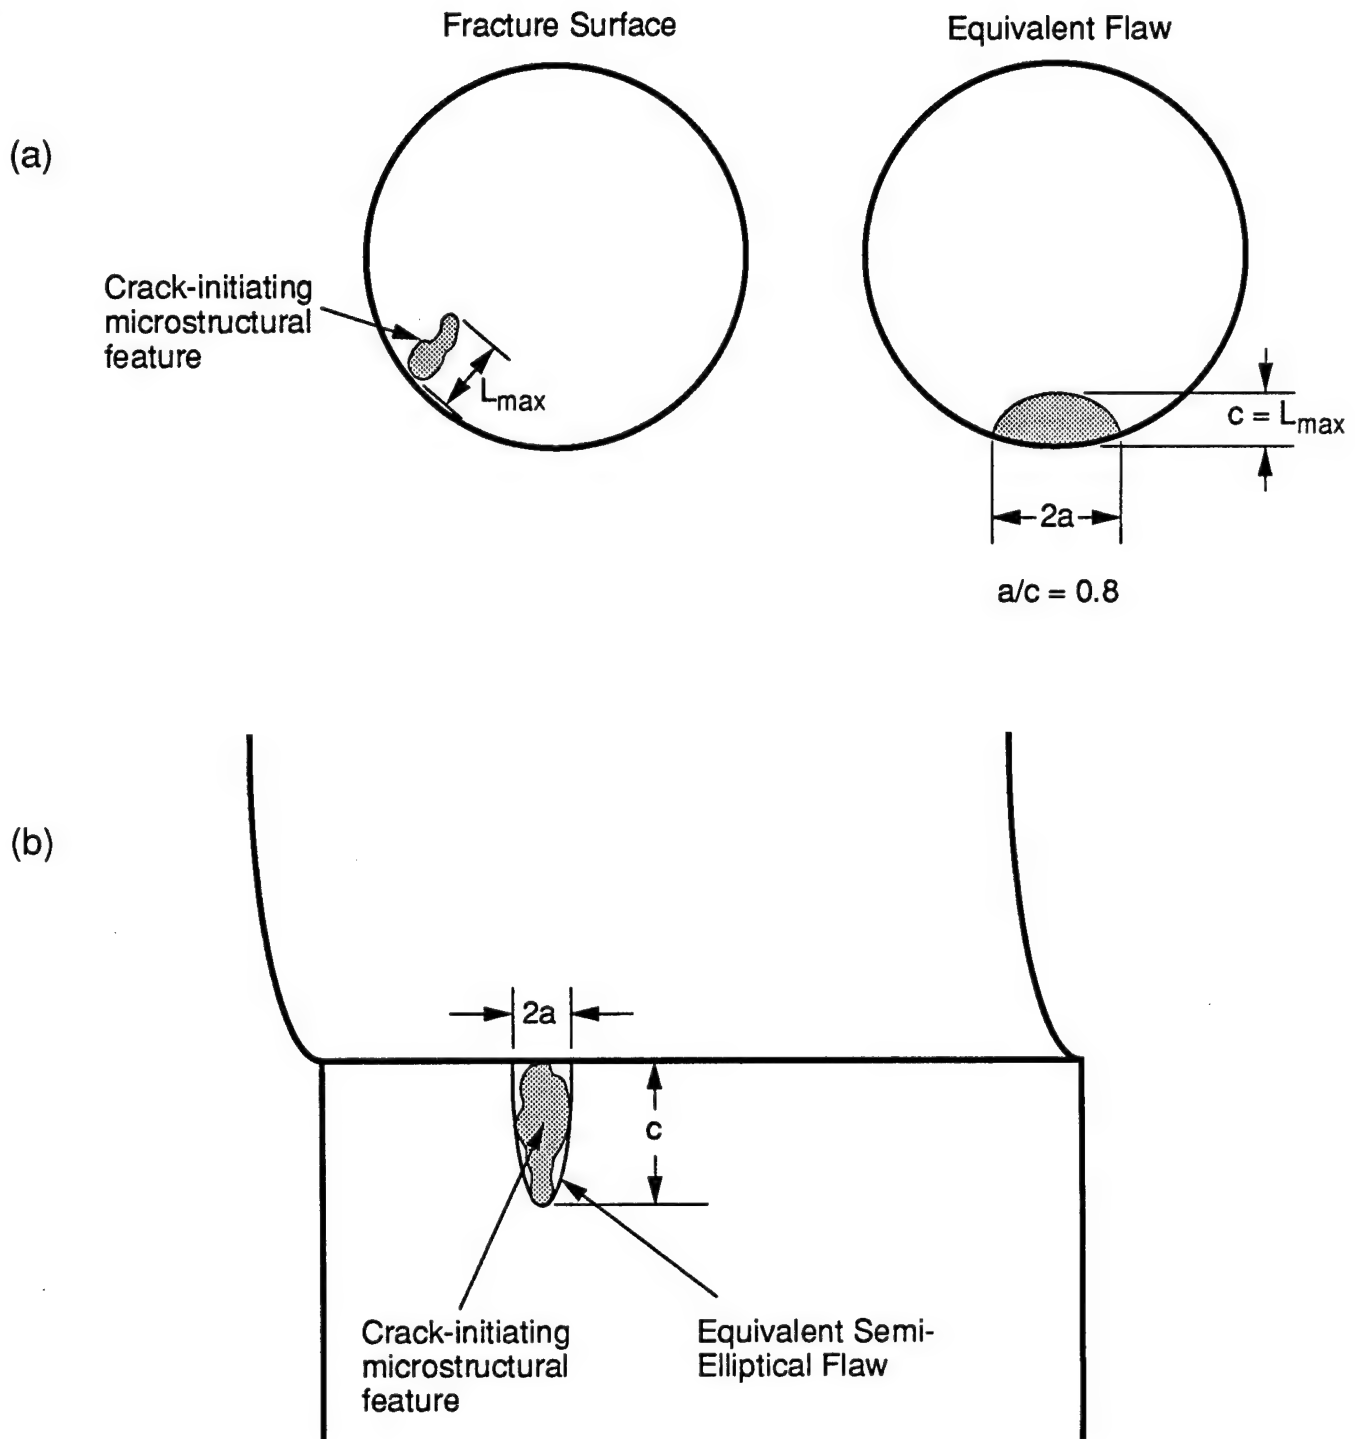 Fracture Surface
Equivalent Flaw
(a)
Crack-initiating
microstructural
feature
Lmax
c = Lmax
2a
a/c = 0.8
(b)
2a
c
Crack-initiating
microstructural
feature
Equivalent Semi-
Elliptical Flaw